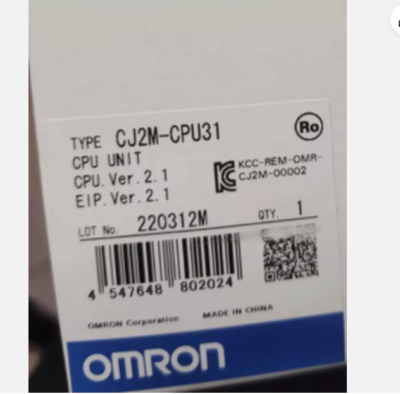 TYPE CJ2M-CPU31
Ro
CPU UNIT
CPU. Ver. 2. 1
EIP. Ver. 2. 1
KCC-REM-OMR-
CJ2M-00002
LOT No. 220312M QTY. 1
4 547648 802024
OMRON Corporation MADE IN CHINA
OMRON